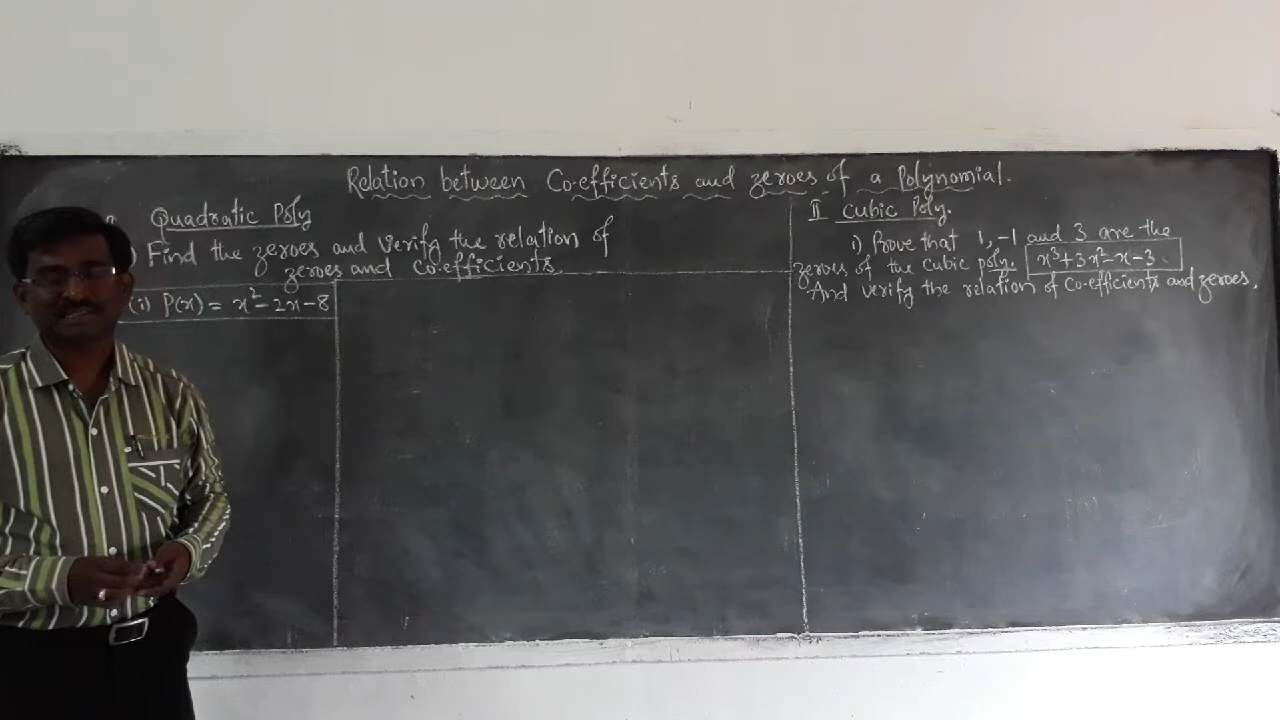 Relation between Co-efficients and zeroes of a Polynomial.
Quadratic Poly
) Find the zeroes and verify the relation of
zeroes and co-efficients.
(i) P(x) = x² - 2x - 8
II cubic Poly.
i) Prove that 1, -1 and 3 are the
zeroes of the cubic poly. x³ + 3x² - x - 3.
And verify the relation of co-efficients and zeroes.